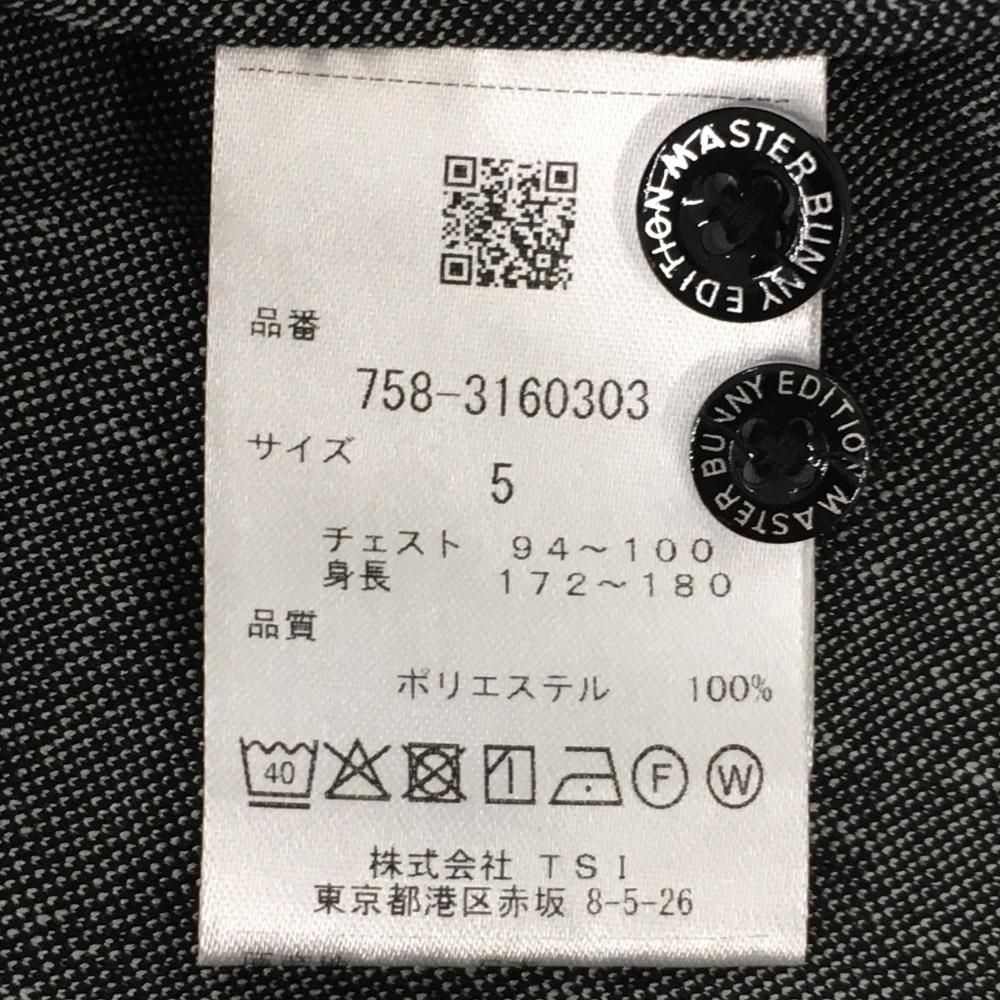 MASTER BUNNY EDITION
MASTER BUNNY EDITION
品番
758-3160303
サイズ
5
チェスト 94～100
身長 172～180
品質
ポリエステル 100%
40
F
W
株式会社 TSI
東京都港区赤坂 8-5-26